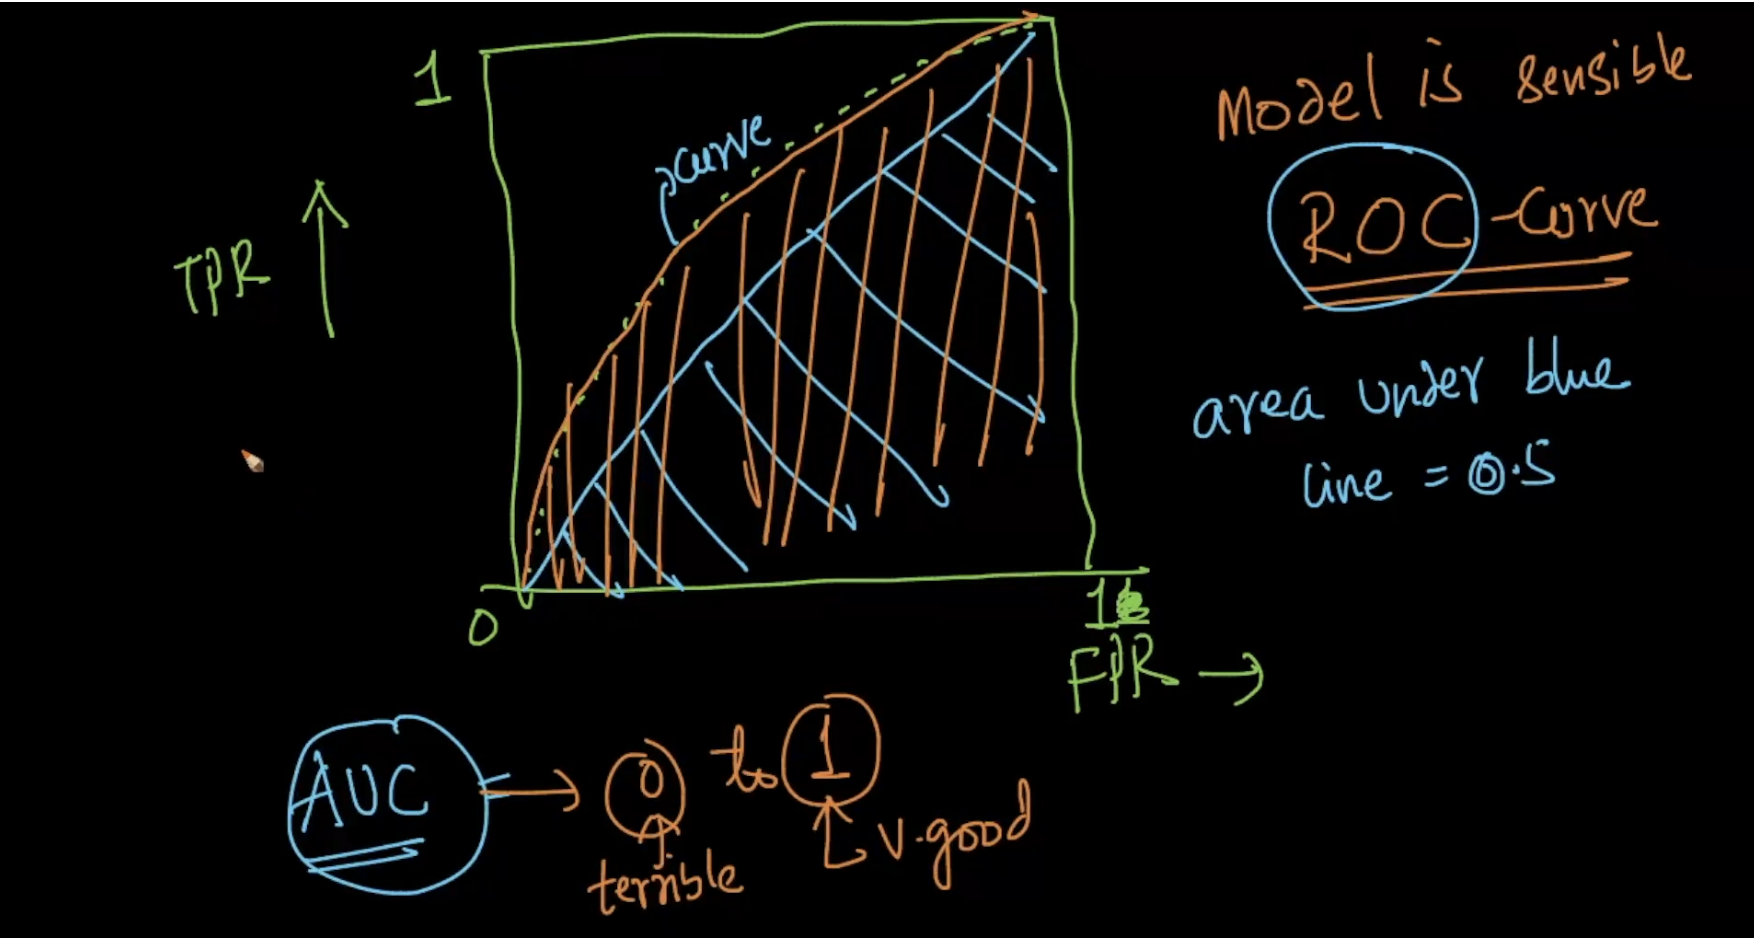 1
curve
TPR
0
1
FPR
Model is sensible
ROC-Curve
area under blue
line = 0.5
AUC
0 to 1
terrible
v.good